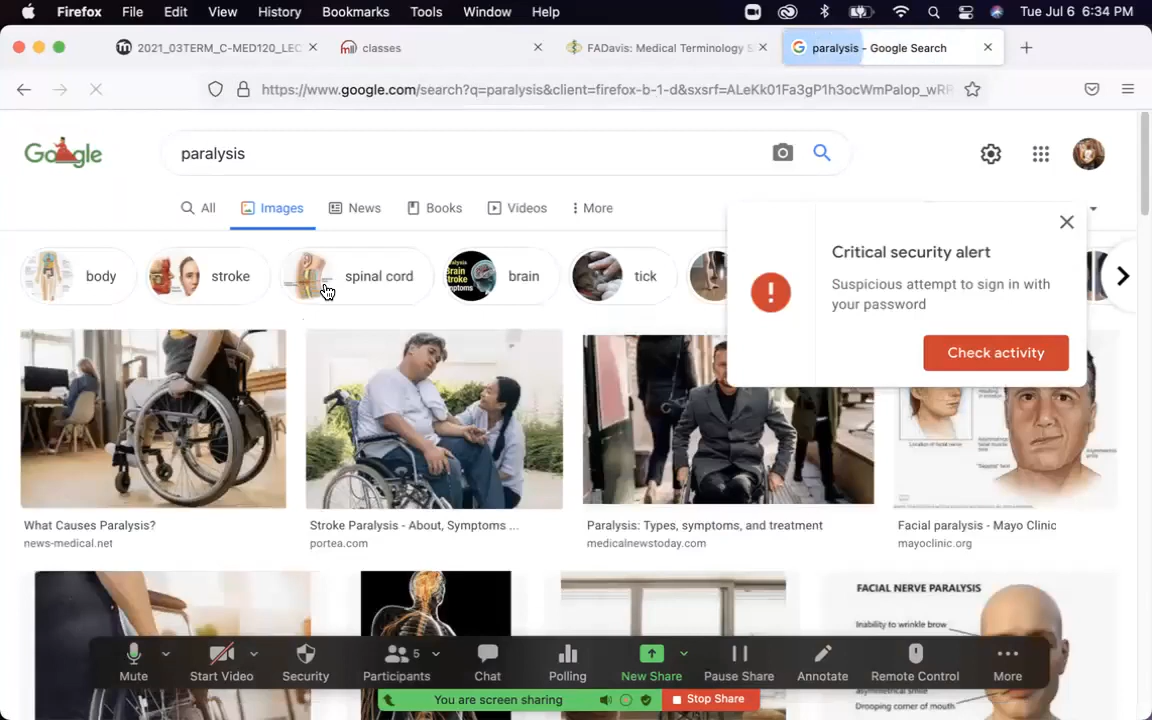 Firefox File Edit View History Bookmarks Tools Window Help Tue Jul 6 6:34 PM
2021_03TERM_C-MED120_LEC classes FADavis: Medical Terminology S paralysis - Google Search
https://www.google.com/search?q=paralysis&client=firefox-b-1-d&sxsrf=ALeKk01Fa3gP1h3ocWmPalop_wRR
Google paralysis
All Images News Books Videos More
body stroke spinal cord brain tick
Critical security alert
Suspicious attempt to sign in with
your password
Check activity
What Causes Paralysis? Stroke Paralysis - About, Symptoms ... Paralysis: Types, symptoms, and treatment Facial paralysis - Mayo Clinic
news-medical.net portea.com medicalnewstoday.com mayoclinic.org
FACIAL NERVE PARALYSIS
Inability to wrinkle brow
Drooping corner of mouth
Mute Start Video Security Participants 5 Chat Polling New Share Pause Share Annotate Remote Control More
You are screen sharing Stop Share